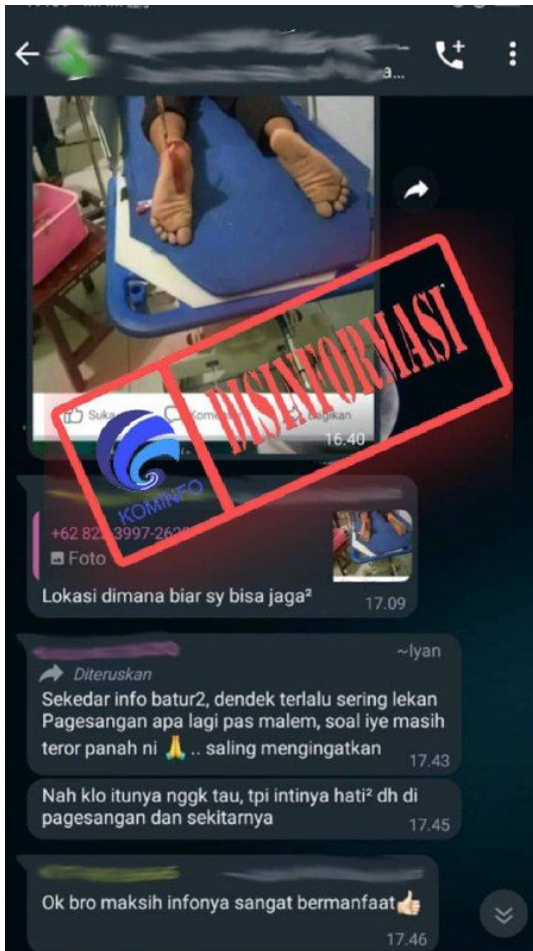 a...
Suka
Bagikan
16.40
DISINFORMASI
KOMINFO
Foto
Lokasi dimana biar sy bisa jaga²
17.09
~Iyan
Diteruskan
Sekedar info batur2, dendek terlalu sering lekan
Pagesangan apa lagi pas malem, soal iye masih
teror panah ni 🙏 .. saling mengingatkan
17.43
Nah klo itunya nggk tau, tpi intinya hati² dh di
pagesangan dan sekitarnya
17.45
Ok bro maksih infonya sangat bermanfaat👍🏻
17.46